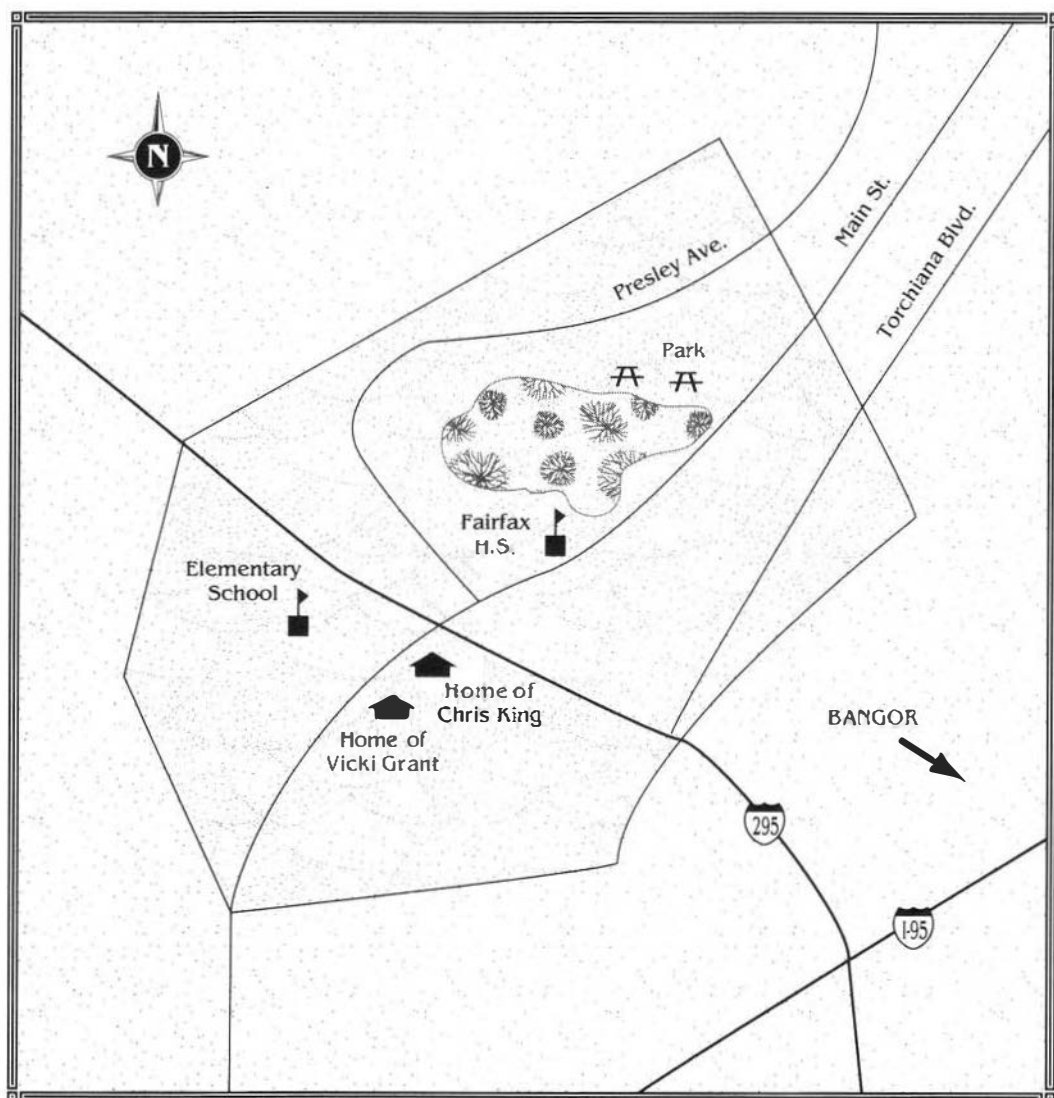 N
Main St.
Presley Ave.
Torchiana Blvd.
Park
Fairfax
H.S.
Elementary
School
Home of
Chris King
Home of
Vicki Grant
BANGOR
295
I-95